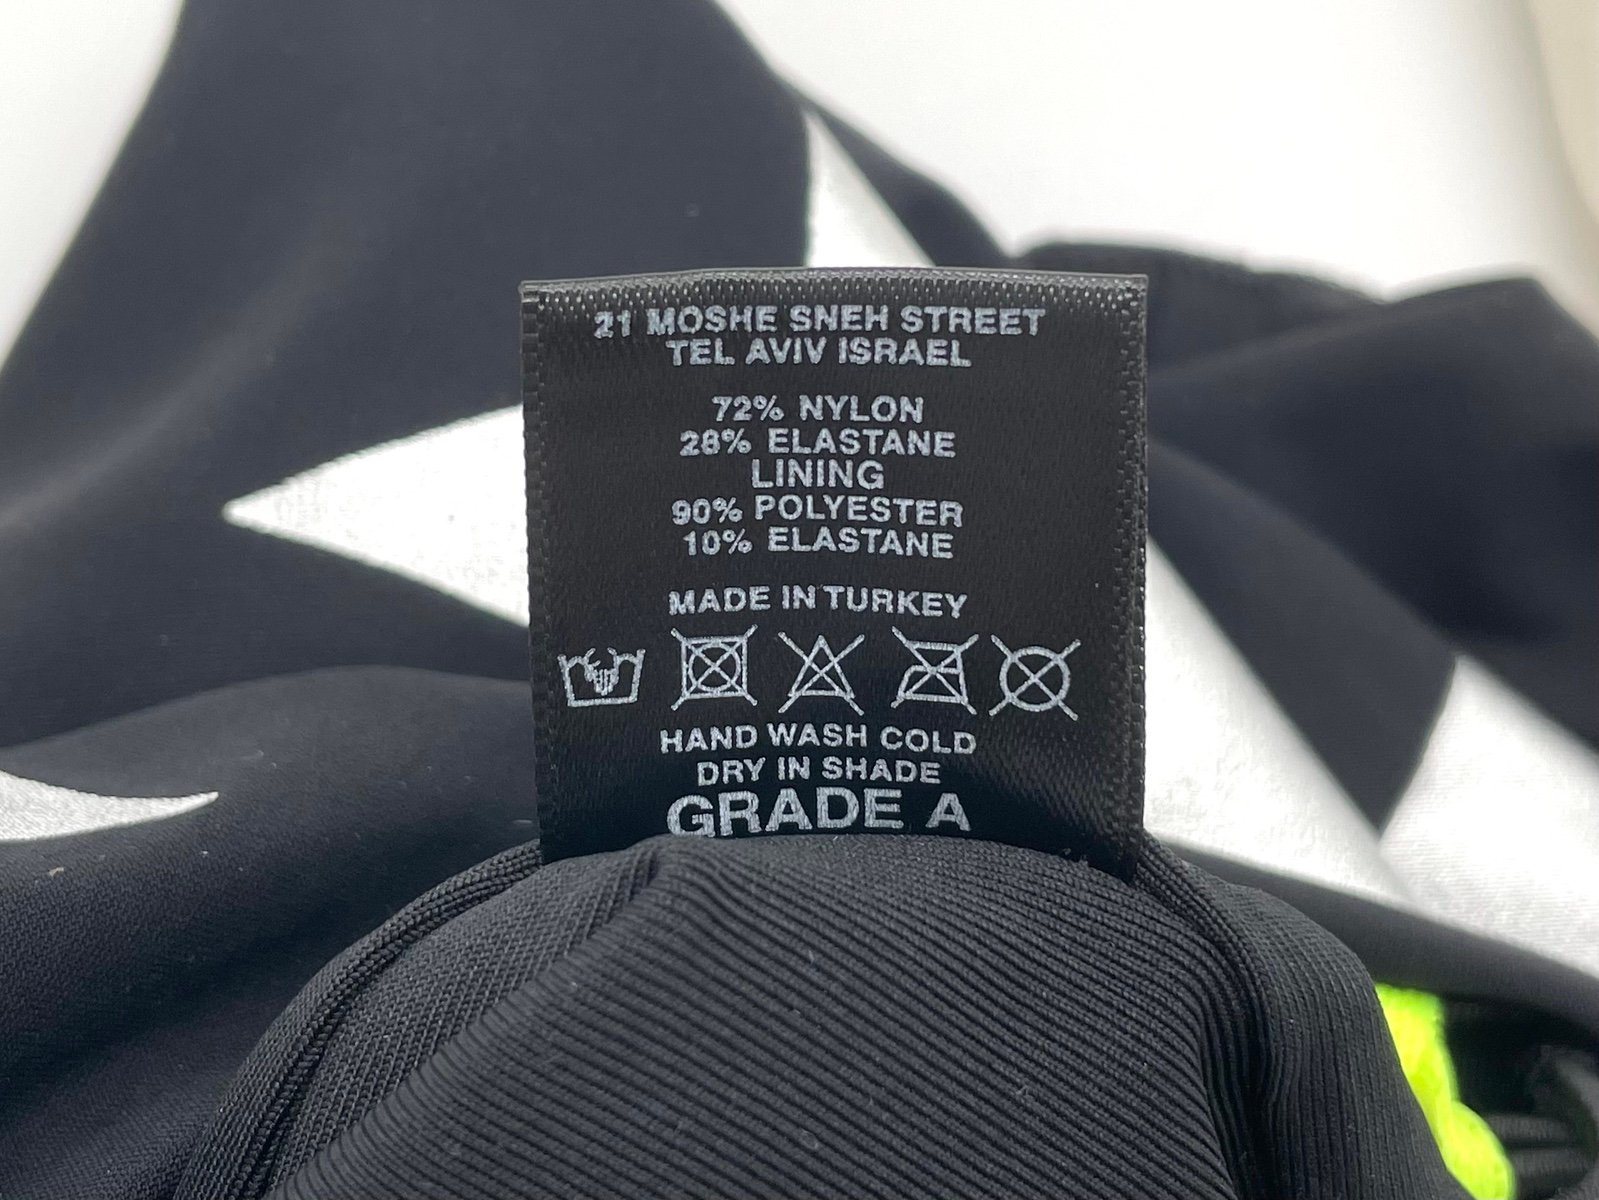 21 MOSHE SNEH STREET
TEL AVIV ISRAEL
72% NYLON
28% ELASTANE
LINING
90% POLYESTER
10% ELASTANE
MADE IN TURKEY
HAND WASH COLD
DRY IN SHADE
GRADE A